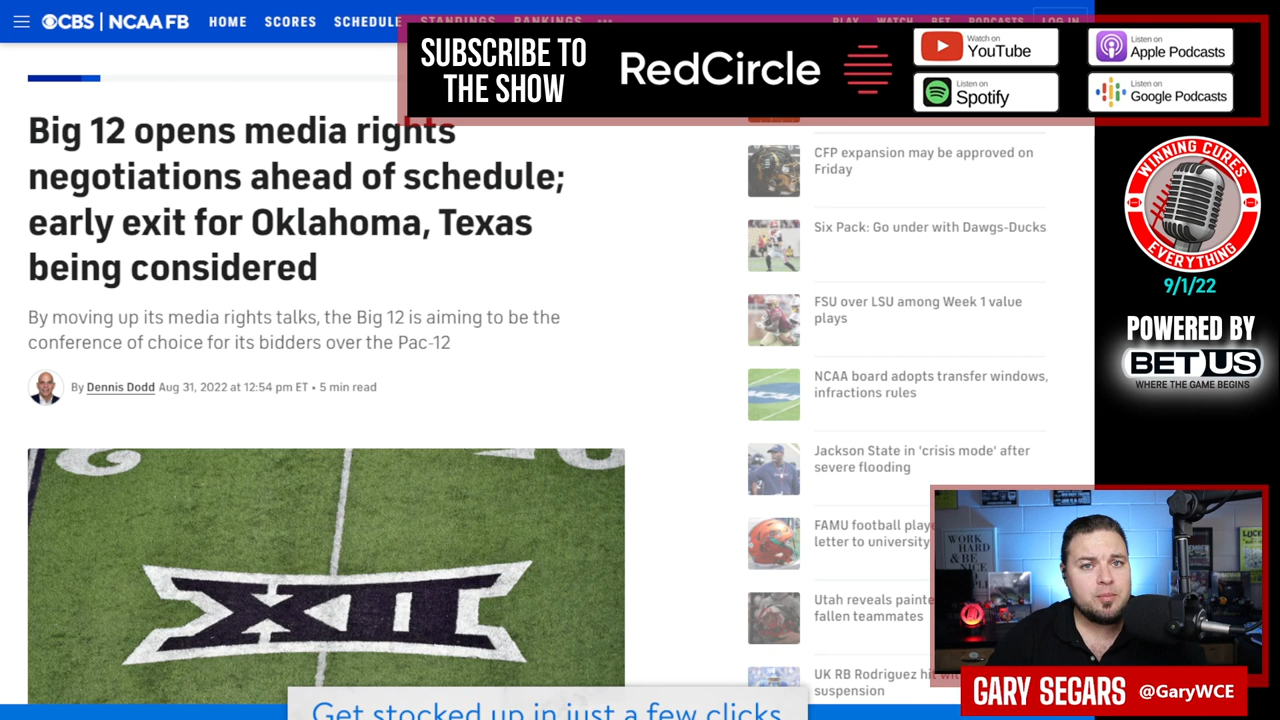 CBS | NCAA FB HOME SCORES SCHEDULE STANDINGS RANKINGS ... PLAY WATCH BET PODCASTS LOG IN
SUBSCRIBE TO
THE SHOW
RedCircle
Watch on
YouTube
Listen on
Apple Podcasts
Listen on
Spotify
Listen on
Google Podcasts
Big 12 opens media rights
negotiations ahead of schedule;
early exit for Oklahoma, Texas
being considered
By moving up its media rights talks, the Big 12 is aiming to be the
conference of choice for its bidders over the Pac-12
By Dennis Dodd Aug 31, 2022 at 12:54 pm ET • 5 min read
XII
Get stocked up in just a few clicks
CFP expansion may be approved on
Friday
Six Pack: Go under with Dawgs-Ducks
FSU over LSU among Week 1 value
plays
NCAA board adopts transfer windows,
infractions rules
Jackson State in 'crisis mode' after
severe flooding
FAMU football
letter to university
Utah reveals
fallen teammates
UK RB Rodriguez hit
suspension
WINNING CURES
EVERYTHING
9/1/22
POWERED BY
BETUS
WHERE THE GAME BEGINS
WORK
HARD
& BE
GARY SEGARS @GaryWCE